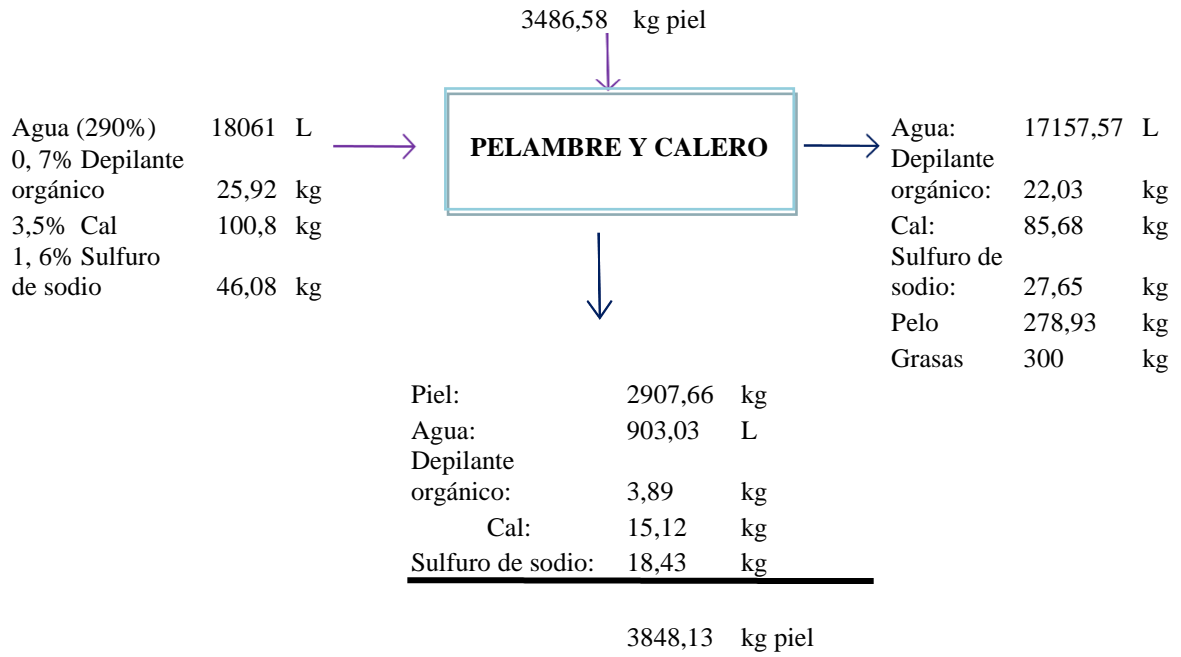 3486,58 kg piel
Agua (290%) 18061 L
0, 7% Depilante
orgánico 25,92 kg
3,5% Cal 100,8 kg
1, 6% Sulfuro
de sodio 46,08 kg
PELAMBRE Y CALERO
Agua: 17157,57 L
Depilante
orgánico: 22,03 kg
Cal: 85,68 kg
Sulfuro de
sodio: 27,65 kg
Pelo 278,93 kg
Grasas 300 kg
Piel: 2907,66 kg
Agua: 903,03 L
Depilante
orgánico: 3,89 kg
Cal: 15,12 kg
Sulfuro de sodio: 18,43 kg
3848,13 kg piel